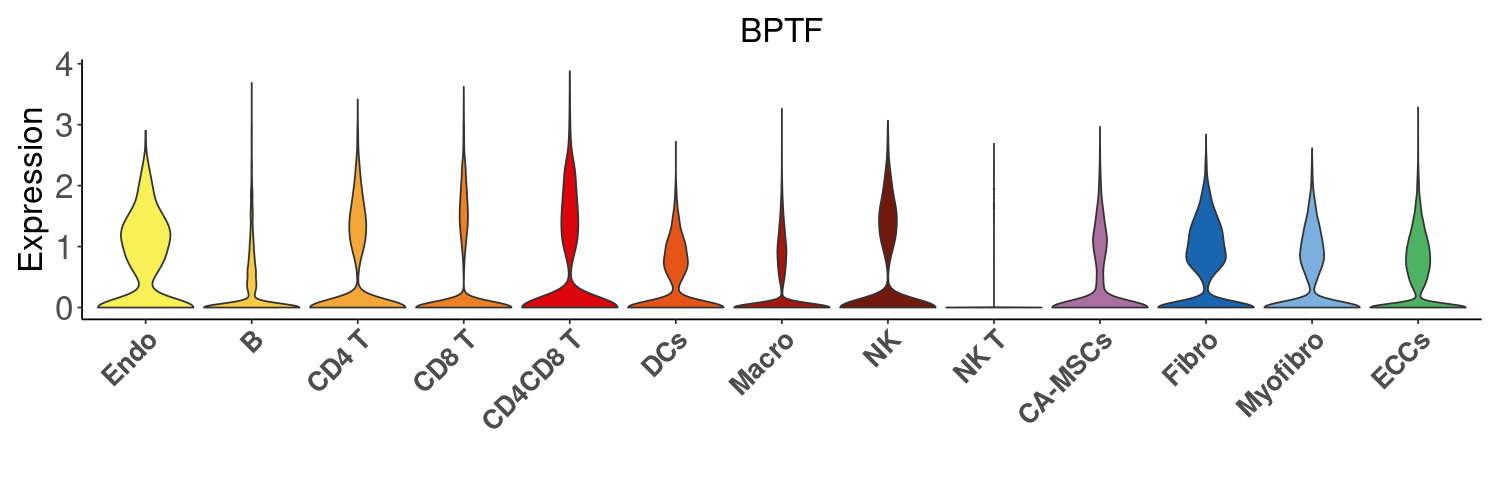 BPTF
Expression
4
3
2
1
0
Endo
B
CD4 T
CD8 T
CD4CD8 T
DCs
Macro
NK
NK T
CA-MSCs
Fibro
Myofibro
ECCs